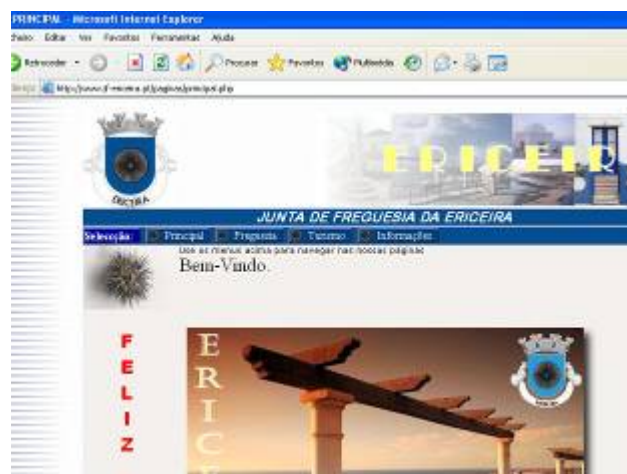 PRINCIPAL - Microsoft Internet Explorer
Editar Ver Favoritos Ferramentas Ajuda
Retroceder Procurar Favoritos Multimédia
http://www.jf-ericeira.pt/paginas/principal.php
ERICEIR
ERICEIRA
JUNTA DE FREGUESIA DA ERICEIRA
Selecção: Principal Freguesia Turismo Informações
Use os menus acima para navegar nas nossas páginas
Bem-Vindo.
F
E
L
I
Z
E
R
I
C
E